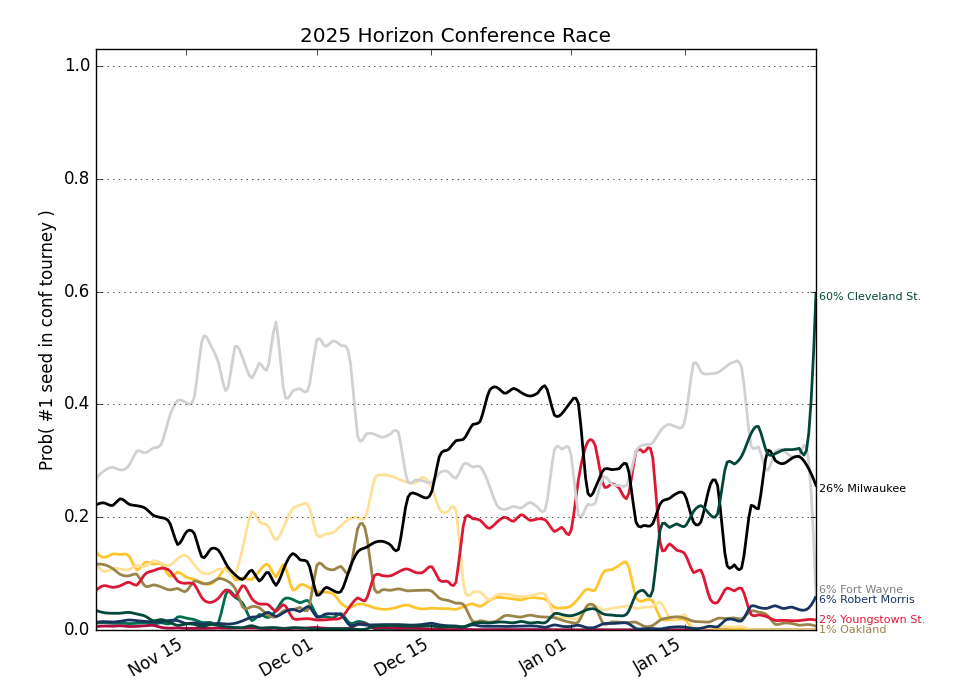 2025 Horizon Conference Race
Prob( #1 seed in conf tourney )
1.0
0.8
0.6
0.4
0.2
0.0
Nov 15
Dec 01
Dec 15
Jan 01
Jan 15
60% Cleveland St.
26% Milwaukee
6% Fort Wayne
6% Robert Morris
2% Youngstown St.
1% Oakland